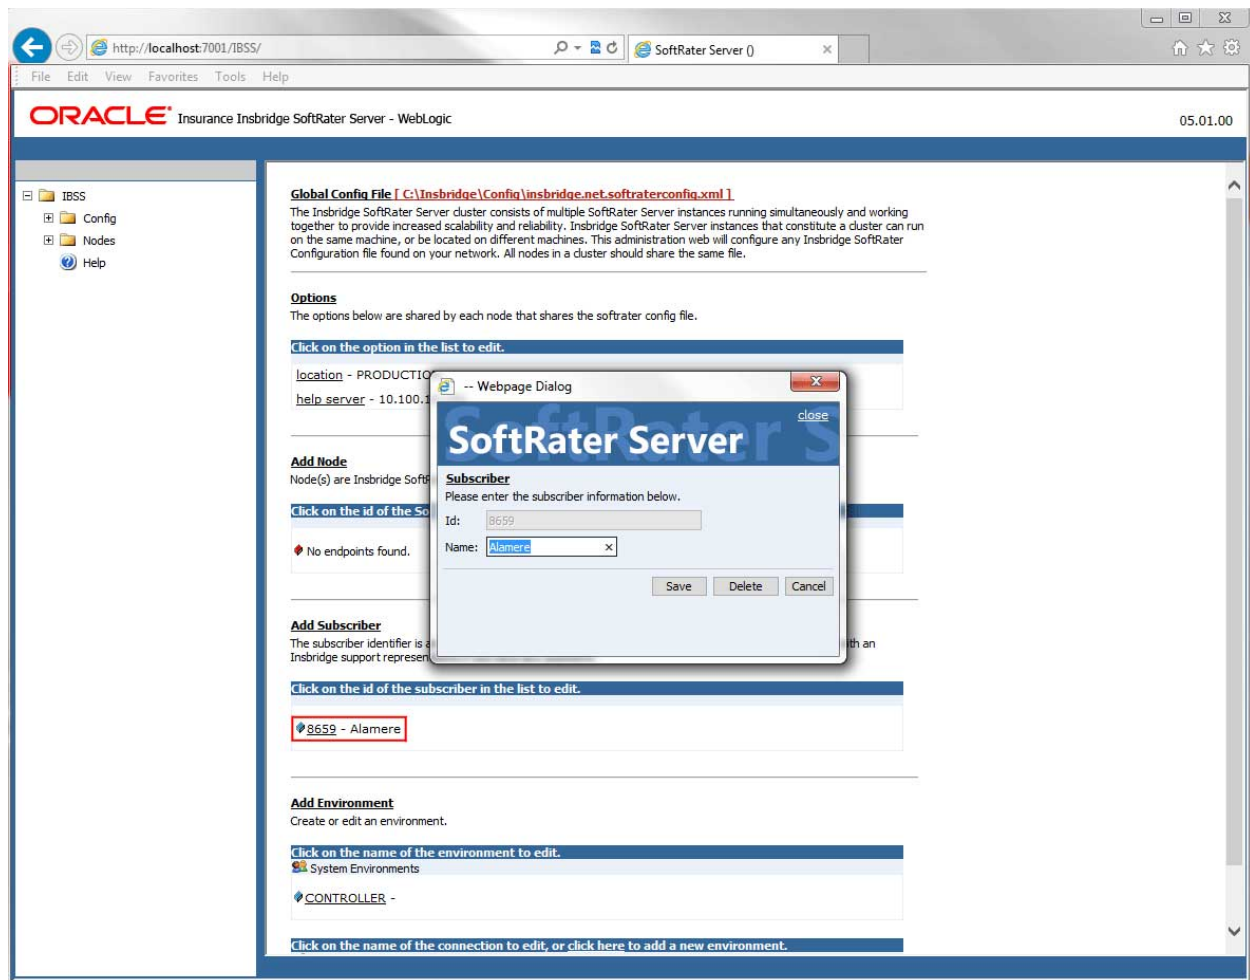 http://localhost:7001/IBSS/
SoftRater Server ()
File Edit View Favorites Tools Help
ORACLE Insurance Insbridge SoftRater Server - WebLogic
05.01.00
IBSS
Config
Nodes
Help
Global Config File [ C:\Insbridge\Config\insbridge.net.softraterconfig.xml ]
The Insbridge SoftRater Server cluster consists of multiple SoftRater Server instances running simultaneously and working
together to provide increased scalability and reliability. Insbridge SoftRater Server instances that constitute a cluster can run
on the same machine, or be located on different machines. This administration web will configure any Insbridge SoftRater
Configuration file found on your network. All nodes in a cluster should share the same file.
Options
The options below are shared by each node that shares the softrater config file.
Click on the option in the list to edit.
location - PRODUCTIO
help server - 10.100.1
Add Node
Node(s) are Insbridge SoftR
Click on the id of the So
No endpoints found.
-- Webpage Dialog
close
SoftRater Server
Subscriber
Please enter the subscriber information below.
Id: 8659
Name: Alamere
Save Delete Cancel
Add Subscriber
The subscriber identifier is a ith an
Insbridge support represen
Click on the id of the subscriber in the list to edit.
8659 - Alamere
Add Environment
Create or edit an environment.
Click on the name of the environment to edit.
System Environments
CONTROLLER -
Click on the name of the connection to edit, or click here to add a new environment.